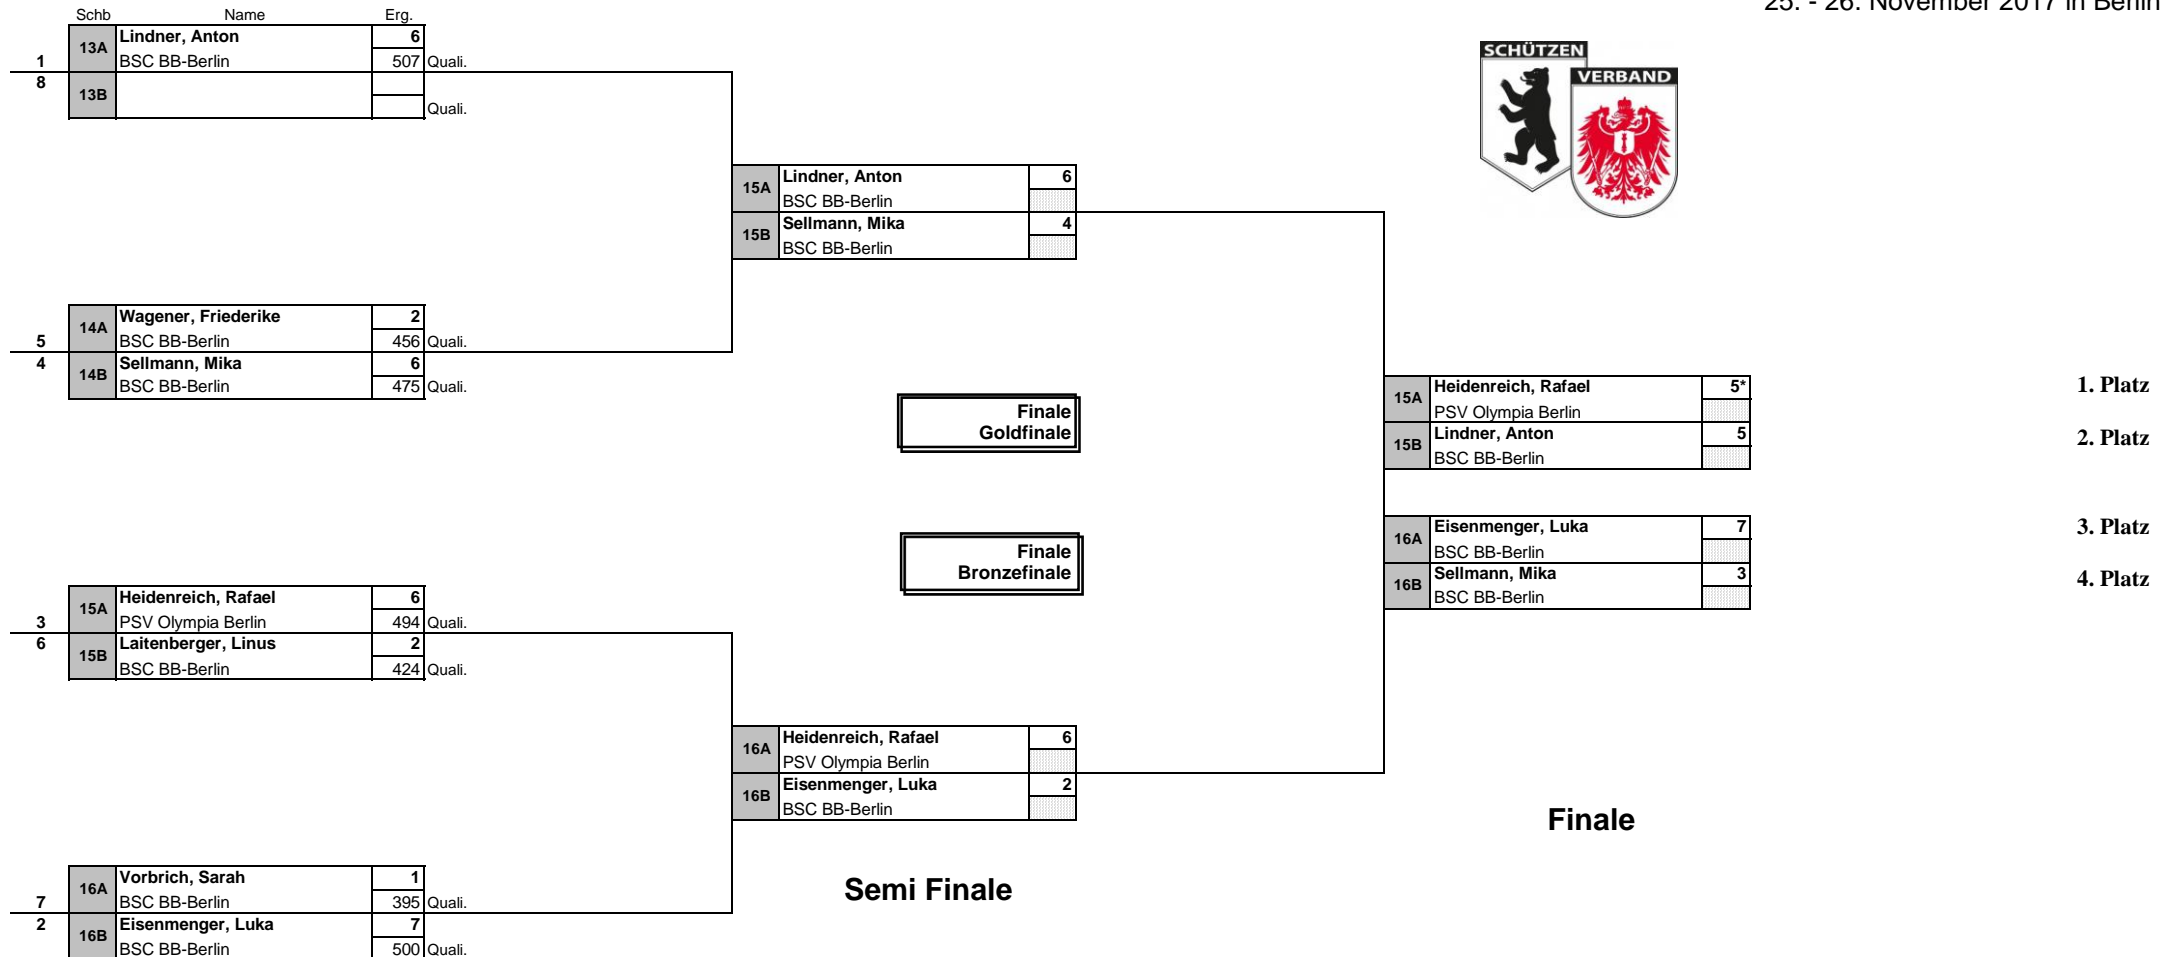 25. - 26. November 2017 in Berlin
Schb Name Erg.
13A Lindner, Anton 6
1 BSC BB-Berlin 507 Quali.
8 13B
Quali.
SCHÜTZEN
VERBAND
15A Lindner, Anton 6
BSC BB-Berlin
15B Sellmann, Mika 4
BSC BB-Berlin
14A Wagener, Friederike 2
5 BSC BB-Berlin 456 Quali.
4 14B Sellmann, Mika 6
BSC BB-Berlin 475 Quali.
Finale
Goldfinale
15A Heidenreich, Rafael 5* 1. Platz
PSV Olympia Berlin
15B Lindner, Anton 5 2. Platz
BSC BB-Berlin
Finale
Bronzefinale
16A Eisenmenger, Luka 7 3. Platz
BSC BB-Berlin
16B Sellmann, Mika 3 4. Platz
BSC BB-Berlin
15A Heidenreich, Rafael 6
3 PSV Olympia Berlin 494 Quali.
6 15B Laitenberger, Linus 2
BSC BB-Berlin 424 Quali.
16A Heidenreich, Rafael 6
PSV Olympia Berlin
16B Eisenmenger, Luka 2
BSC BB-Berlin
Finale
Semi Finale
16A Vorbrich, Sarah 1
7 BSC BB-Berlin 395 Quali.
2 16B Eisenmenger, Luka 7
BSC BB-Berlin 500 Quali.